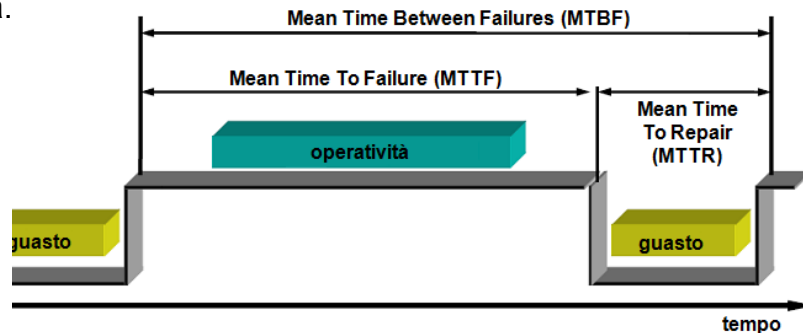 a.
Mean Time Between Failures (MTBF)
Mean Time To Failure (MTTF)
Mean Time
To Repair
(MTTR)
operatività
guasto
guasto
tempo